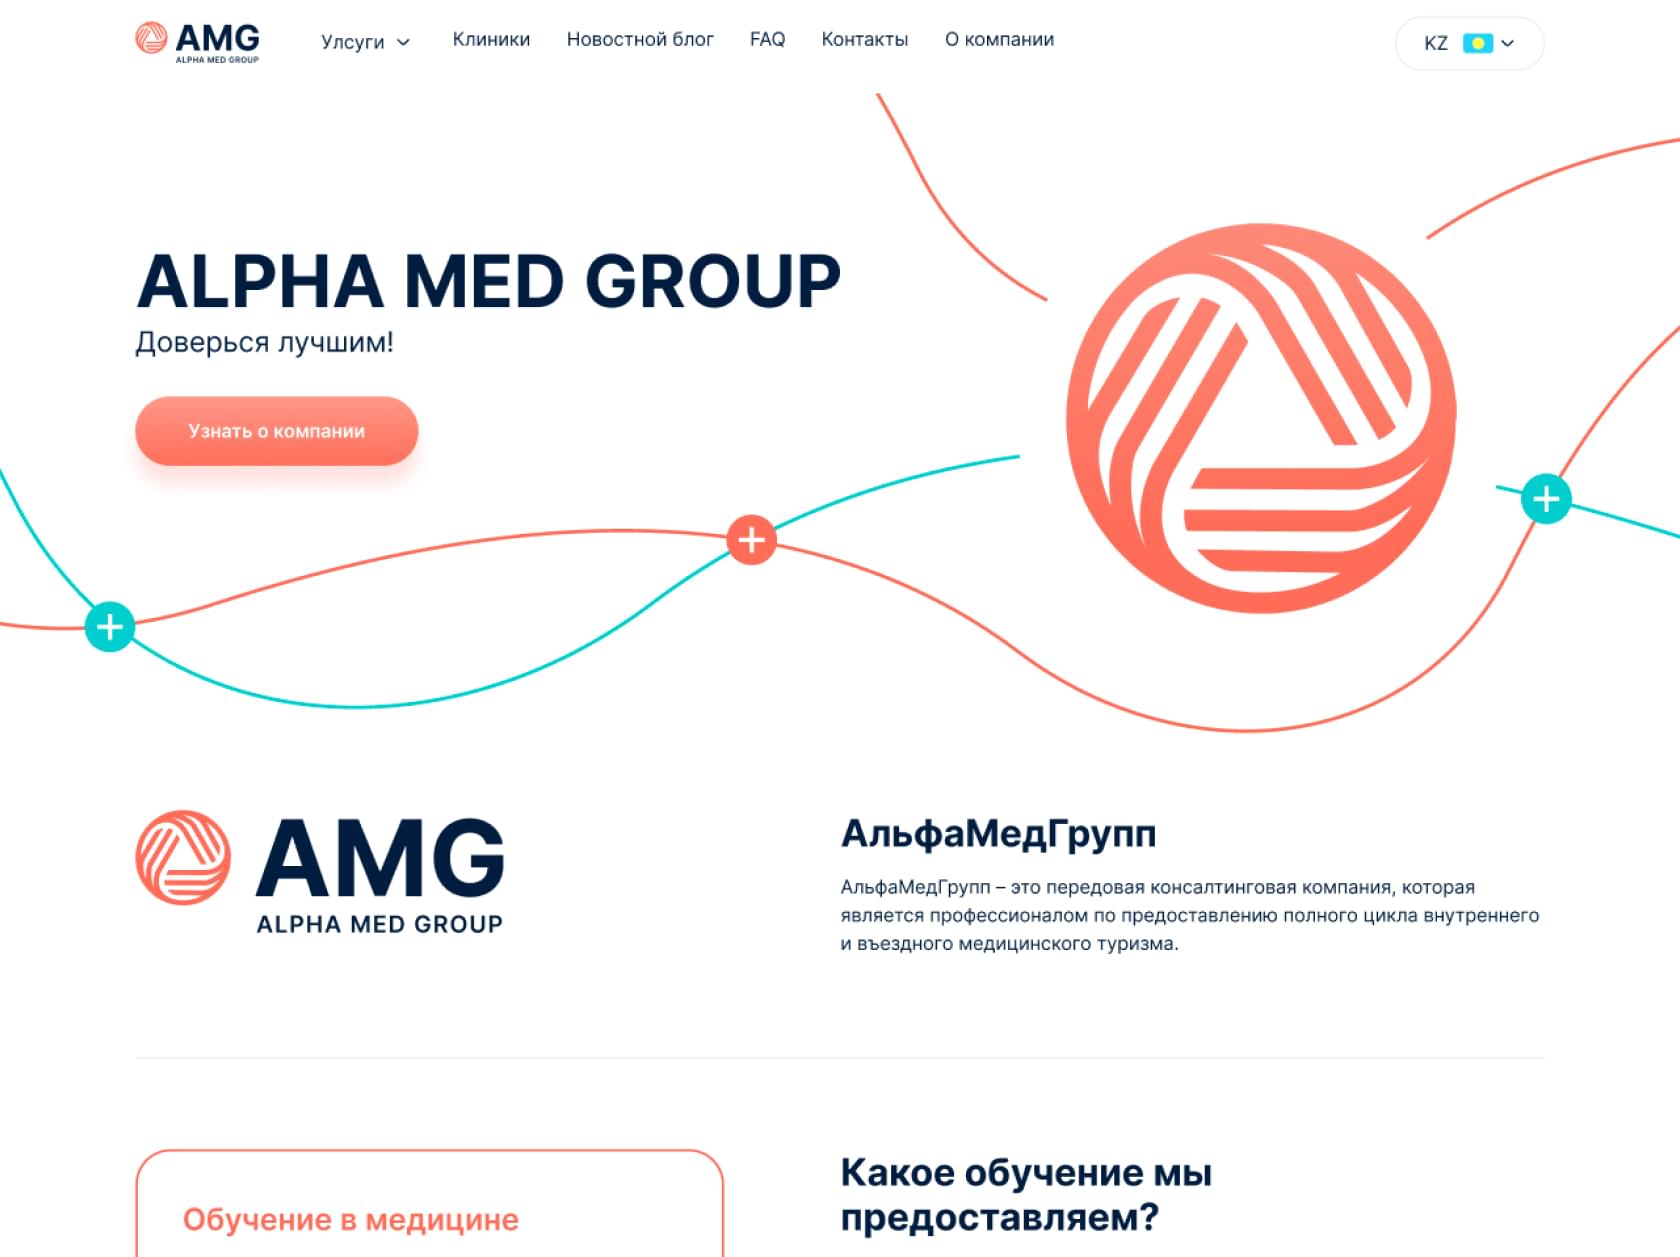 AMG
ALPHA MED GROUP
Улсуги
Клиники
Новостной блог
FAQ
Контакты
О компании
KZ
ALPHA MED GROUP
Доверься лучшим!
Узнать о компании
AMG
ALPHA MED GROUP
АльфаМедГрупп
АльфаМедГрупп – это передовая консалтинговая компания, которая
является профессионалом по предоставлению полного цикла внутреннего
и въездного медицинского туризма.
Обучение в медицине
Какое обучение мы
предоставляем?